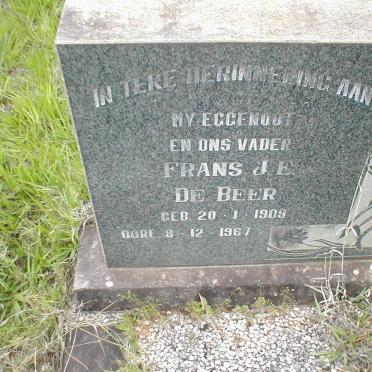 IN TERE HERINNERING AAN
MY EGGENOOT
EN ONS VADER
FRANS J. E.
DE BEER
GEB. 20 - 1 - 1909
OORL. 8 - 12 - 1967